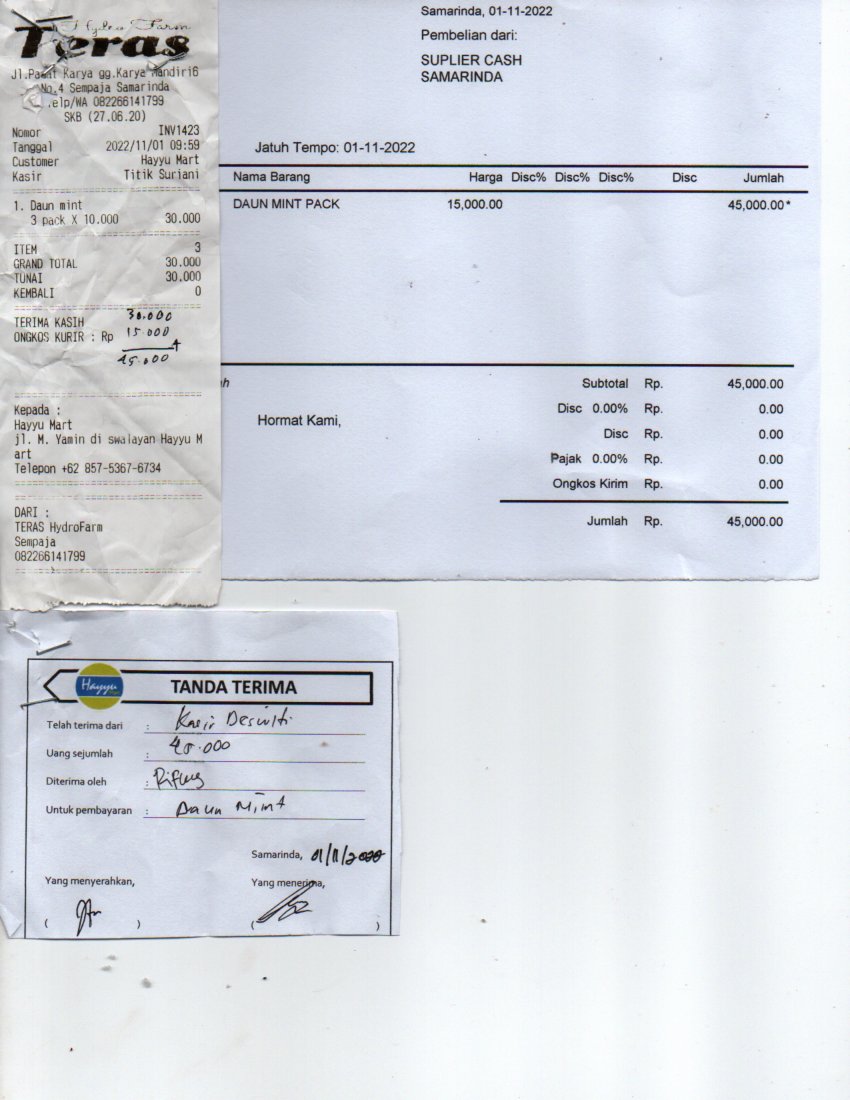 Hydro Farm
Teras
Jl.Padat Karya gg.Karya Mandiri6
No.4 Sempaja Samarinda
Telp/WA 082266141799
SKB (27.06.20)
Nomor INV1423
Tanggal 2022/11/01 09:59
Customer Hayyu Mart
Kasir Titik Suriani
1. Daun mint
3 pack X 10.000 30.000
ITEM 3
GRAND TOTAL 30.000
TUNAI 30.000
KEMBALI 0
TERIMA KASIH 30.000
ONGKOS KURIR : Rp 15.000
45.000
Kepada :
Hayyu Mart
jl. M. Yamin di swalayan Hayyu M
art
Telepon +62 857-5367-6734
DARI :
TERAS HydroFarm
Sempaja
082266141799
Samarinda, 01-11-2022
Pembelian dari:
SUPLIER CASH
SAMARINDA
Jatuh Tempo: 01-11-2022
Nama Barang Harga Disc% Disc% Disc% Disc Jumlah
DAUN MINT PACK 15,000.00 45,000.00*
Subtotal Rp. 45,000.00
Disc 0.00% Rp. 0.00
Hormat Kami,
Disc Rp. 0.00
Pajak 0.00% Rp. 0.00
Ongkos Kirim Rp. 0.00
Jumlah Rp. 45,000.00
Hayyu
TANDA TERIMA
Telah terima dari : Kasir
Uang sejumlah : 45.000
Diterima oleh :
Untuk pembayaran : Daun Mint
Samarinda, 01/11/2020
Yang menyerahkan, Yang menerima,
( ) ( )